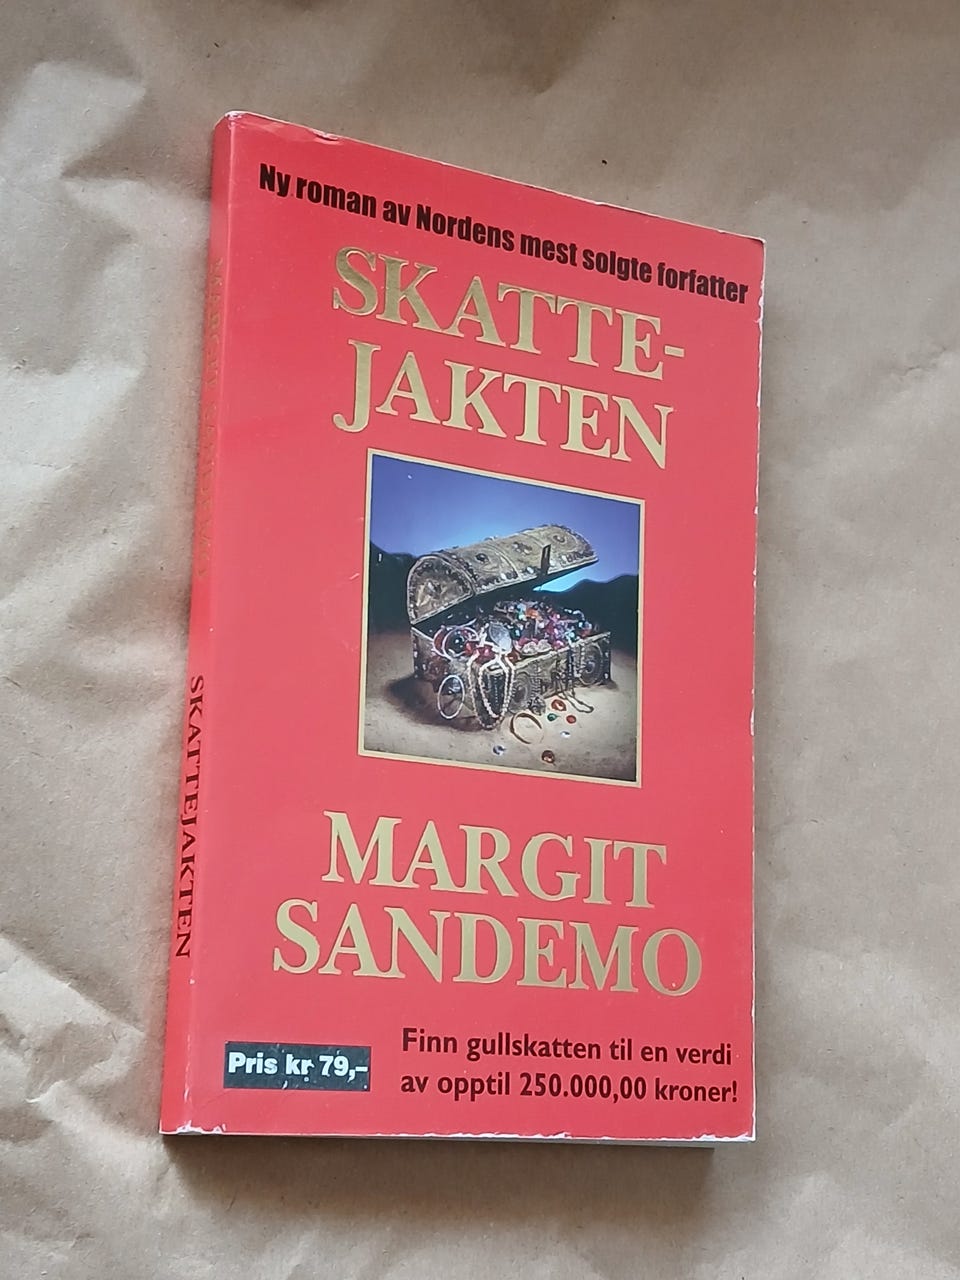 Ny roman av Nordens mest solgte forfatter
SKATTE-
JAKTEN
MARGIT
SANDEMO
Pris kr 79,-
Finn gullskatten til en verdi
av opptil 250.000,00 kroner!
MARGIT SANDEMO
SKATTEJAKTEN